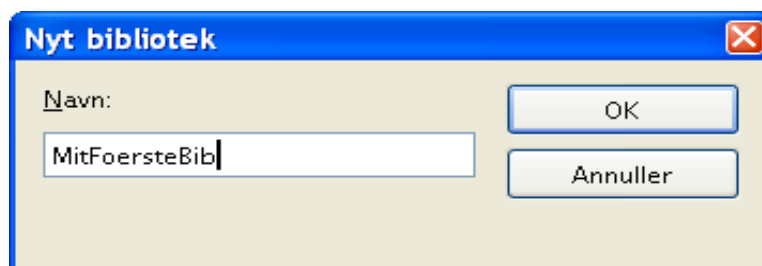 Nyt bibliotek
Navn:
OK
MitFoersteBib
Annuller